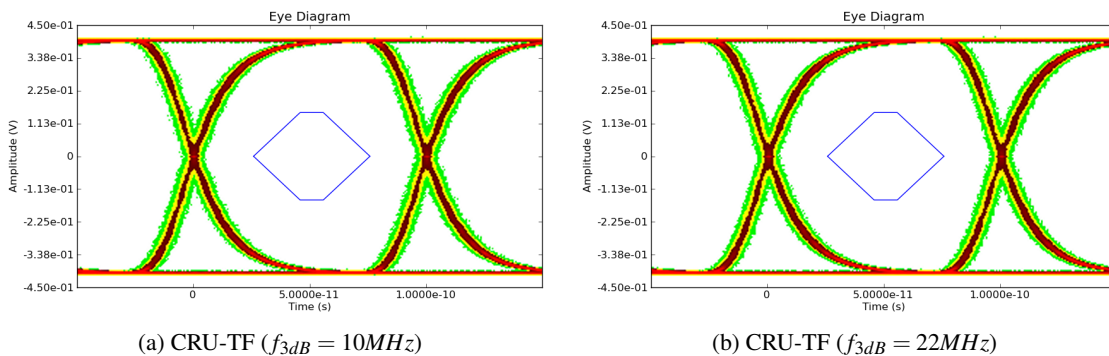 Eye Diagram
4.50e-01
3.38e-01
2.25e-01
1.13e-01
0
-1.13e-01
-2.25e-01
-3.38e-01
-4.50e-01
Amplitude (V)
0
5.0000e-11
1.0000e-10
Time (s)
(a) CRU-TF (f3dB = 10MHz)
Eye Diagram
4.50e-01
3.38e-01
2.25e-01
1.13e-01
0
-1.13e-01
-2.25e-01
-3.38e-01
-4.50e-01
Amplitude (V)
0
5.0000e-11
1.0000e-10
Time (s)
(b) CRU-TF (f3dB = 22MHz)